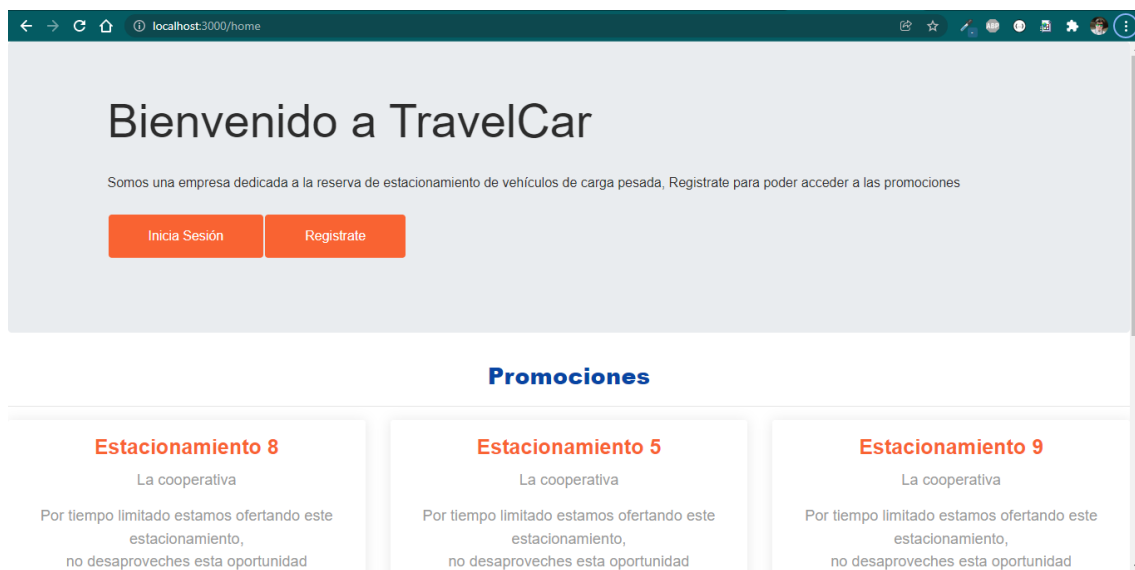 localhost:3000/home
Bienvenido a TravelCar
Somos una empresa dedicada a la reserva de estacionamiento de vehículos de carga pesada, Registrate para poder acceder a las promociones
Inicia Sesión Registrate
Promociones
Estacionamiento 8
La cooperativa
Por tiempo limitado estamos ofertando este
estacionamiento,
no desaproveches esta oportunidad
Estacionamiento 5
La cooperativa
Por tiempo limitado estamos ofertando este
estacionamiento,
no desaproveches esta oportunidad
Estacionamiento 9
La cooperativa
Por tiempo limitado estamos ofertando este
estacionamiento,
no desaproveches esta oportunidad